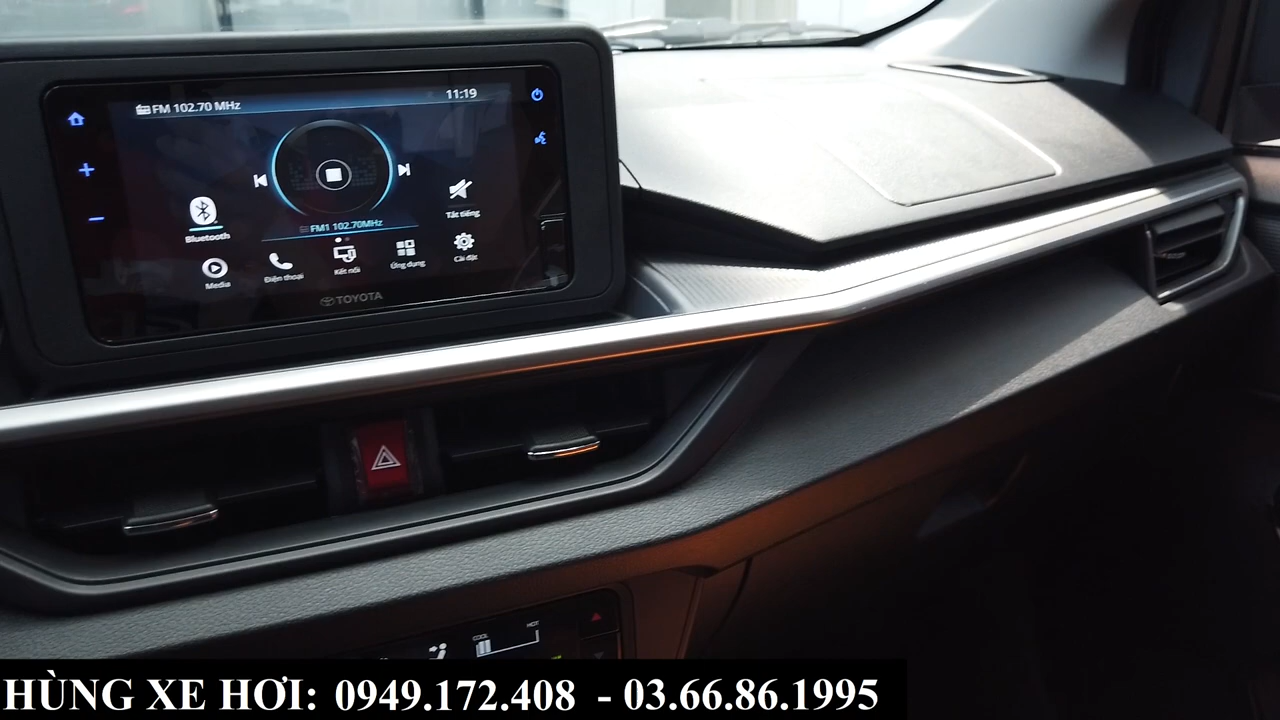 FM 102.70 MHz
11:19
FM1 102.70MHz
Tắt tiếng
Bluetooth
Media
Điện thoại
Kết nối
Ứng dụng
Cài đặt
TOYOTA
COOL
HOT
HÙNG XE HƠI: 0949.172.408 - 03.66.86.1995